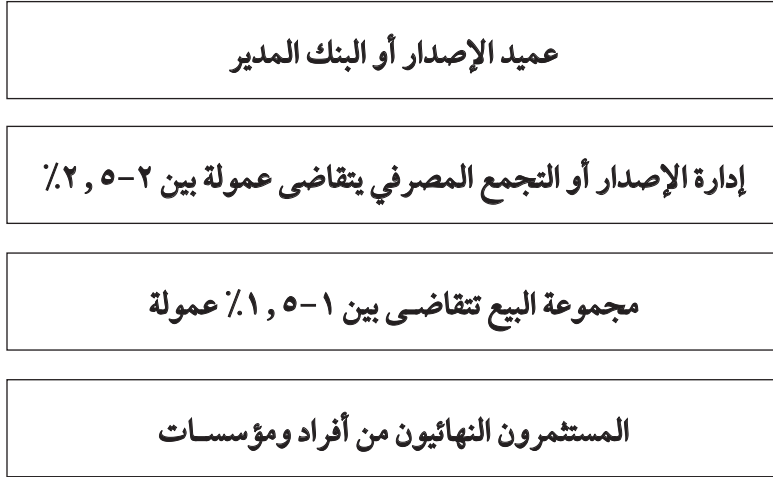 عميد الإصدار أو البنك المدير
إدارة الإصدار أو التجمع المصرفي يتقاضى عمولة بين ٢-٢,٥٪
مجموعة البيع تتقاضى بين ١-١,٥٪ عمولة
المستثمرون النهائيون من أفراد ومؤسسات